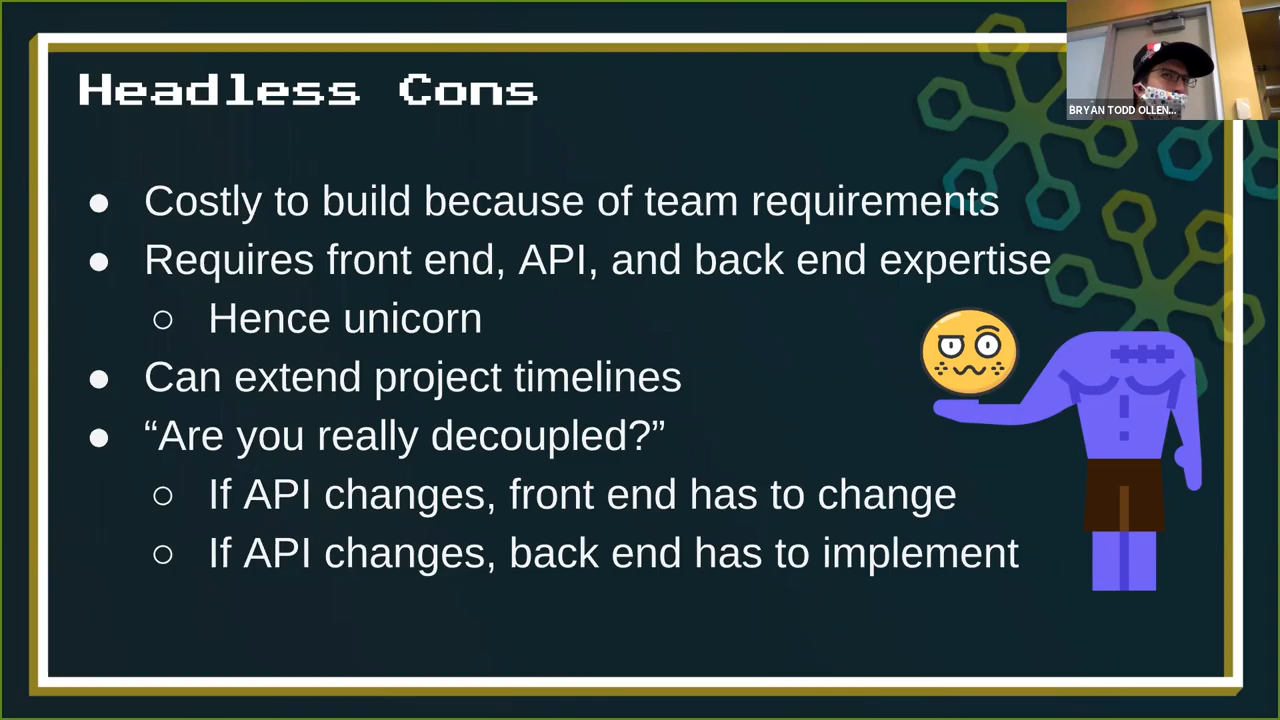 Headless Cons
BRYAN TODD OLLEN...
● Costly to build because of team requirements
● Requires front end, API, and back end expertise
○ Hence unicorn
● Can extend project timelines
● “Are you really decoupled?”
○ If API changes, front end has to change
○ If API changes, back end has to implement